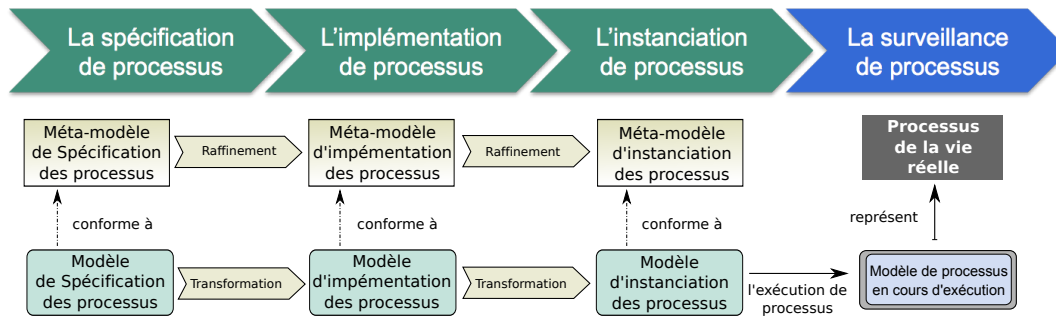 La spécification
de processus
L'implémentation
de processus
L'instanciation
de processus
La surveillance
de processus
Méta-modèle
de Spécification
des processus
Raffinement
Méta-modèle
d'impémentation
des processus
Raffinement
Méta-modèle
d'instanciation
des processus
Processus
de la vie
réelle
conforme à
conforme à
conforme à
représent
Modèle
de Spécification
des processus
Transformation
Modèle
d'impémentation
des processus
Transformation
Modèle
d'instanciation
des processus
l'exécution de
processus
Modèle de processus
en cours d'exécution